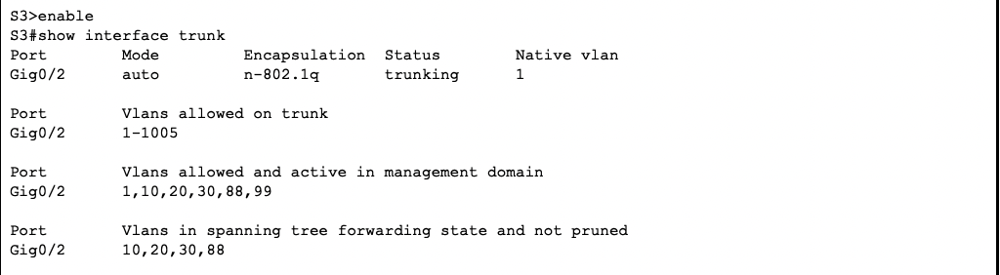 S3>enable
S3#show interface trunk
Port Mode Encapsulation Status Native vlan
Gig0/2 auto n-802.1q trunking 1
Port Vlans allowed on trunk
Gig0/2 1-1005
Port Vlans allowed and active in management domain
Gig0/2 1,10,20,30,88,99
Port Vlans in spanning tree forwarding state and not pruned
Gig0/2 10,20,30,88